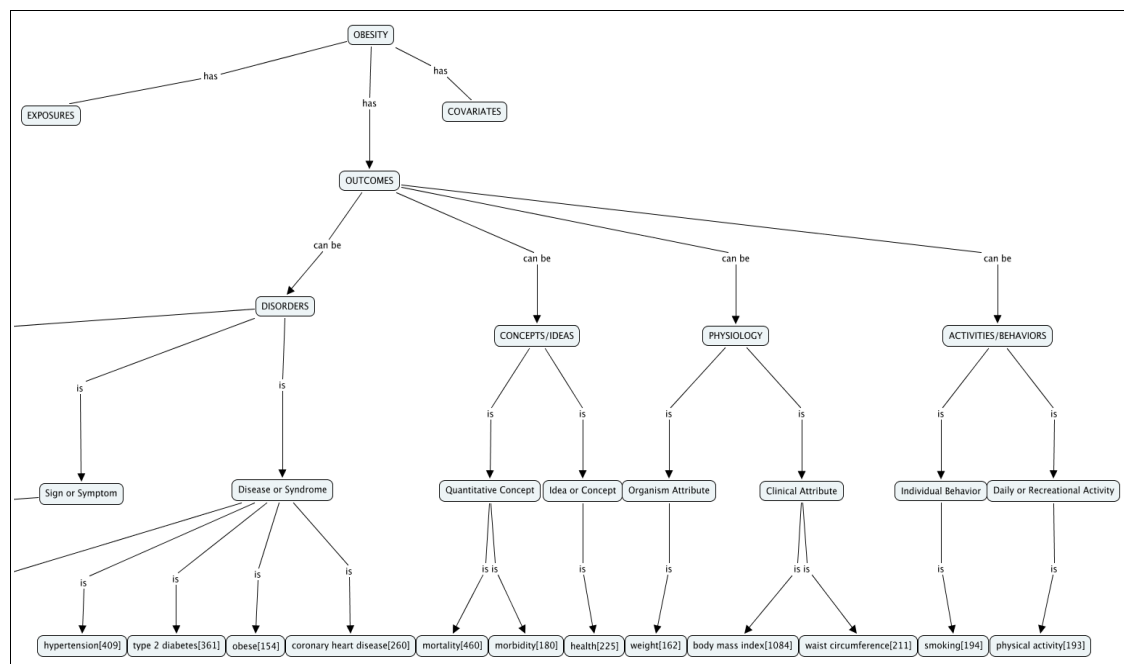 OBESITY
has
has
has
EXPOSURES
COVARIATES
OUTCOMES
can be
can be
can be
can be
DISORDERS
CONCEPTS/IDEAS
PHYSIOLOGY
ACTIVITIES/BEHAVIORS
is
is
is
is
is
is
is
is
Sign or Symptom
Disease or Syndrome
Quantitative Concept
Idea or Concept
Organism Attribute
Clinical Attribute
Individual Behavior
Daily or Recreational Activity
is
is
is
is
is
is
is
is
is
is
is
is
hypertension[409]
type 2 diabetes[361]
obese[154]
coronary heart disease[260]
mortality[460]
morbidity[180]
health[225]
weight[162]
body mass index[1084]
waist circumference[211]
smoking[194]
physical activity[193]